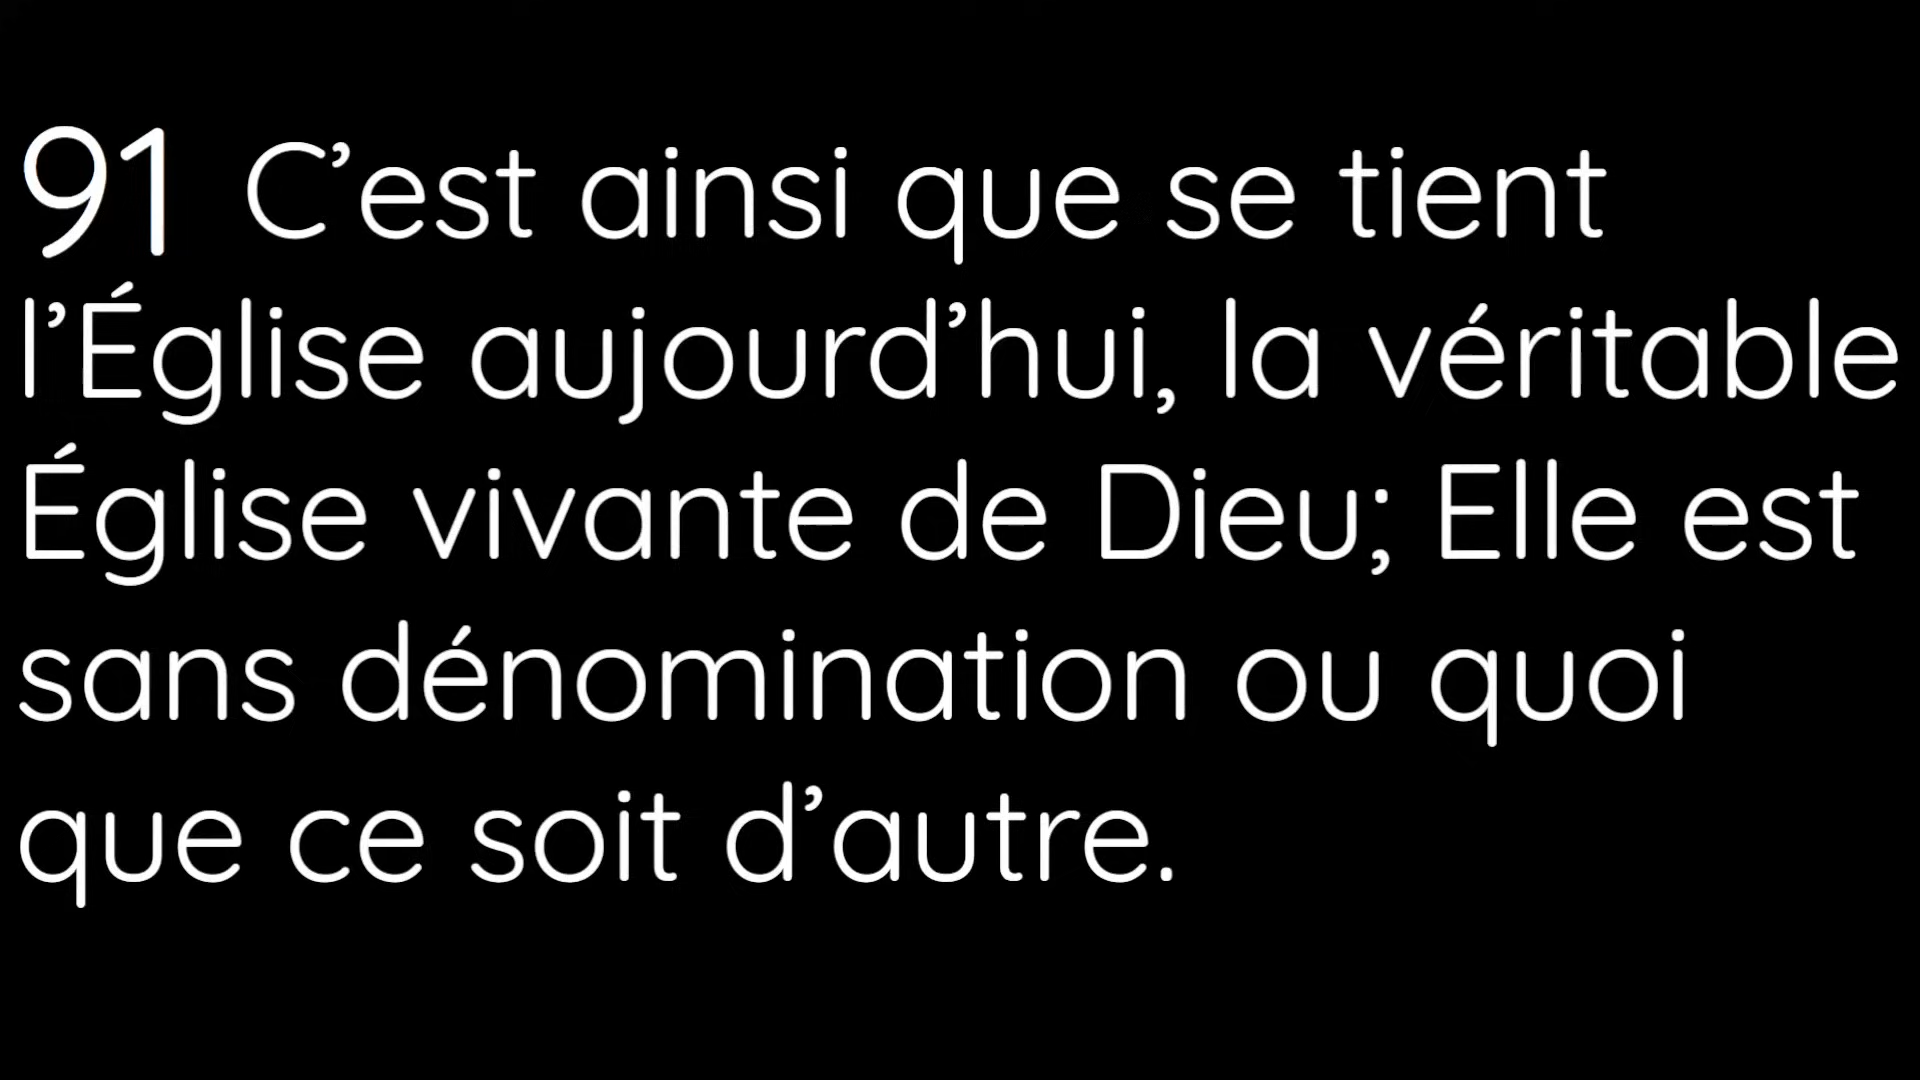 91 C’est ainsi que se tient
l’Église aujourd’hui, la véritable
Église vivante de Dieu; Elle est
sans dénomination ou quoi
que ce soit d’autre.